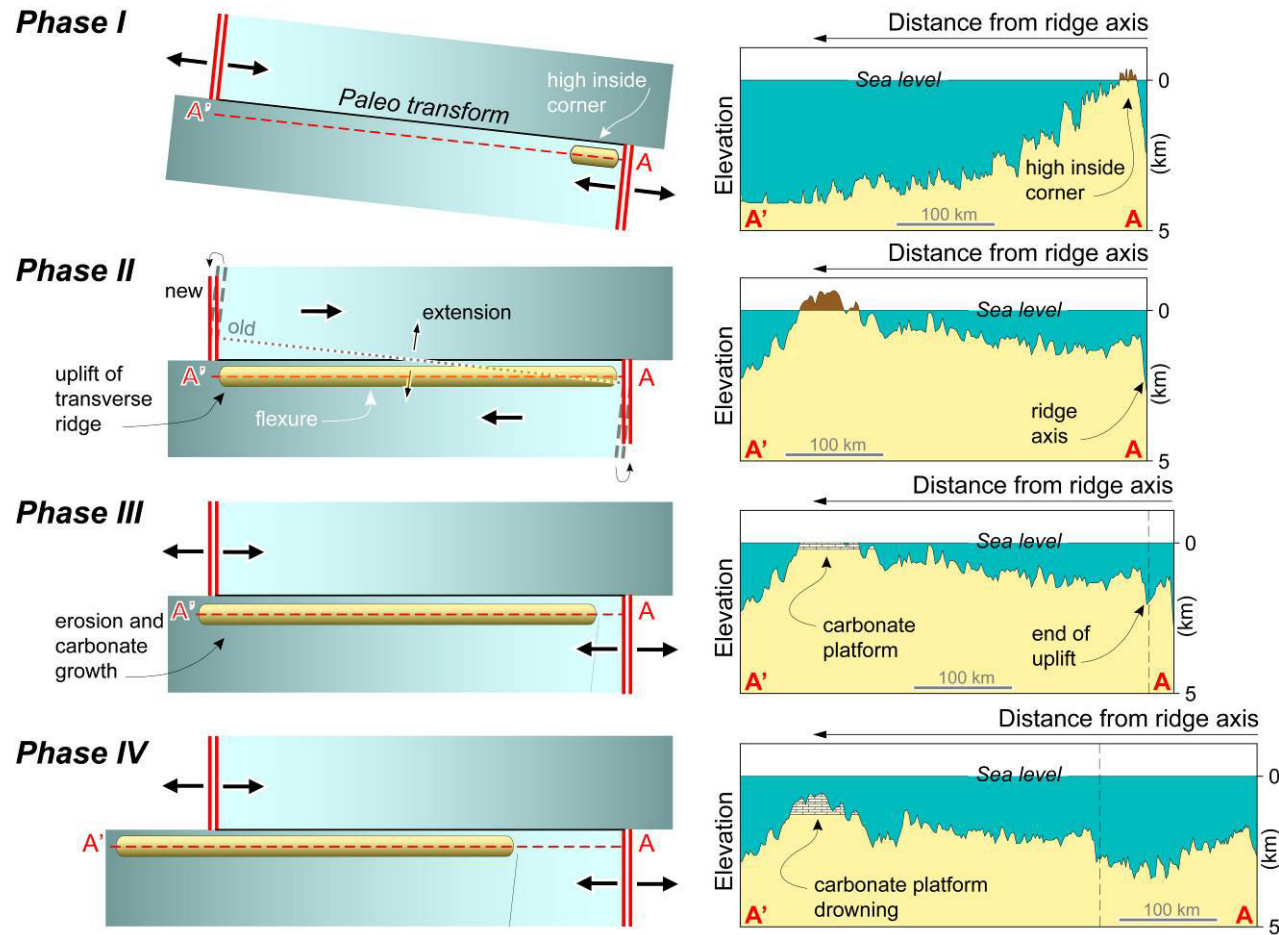 Phase I
A'
Paleo transform
high inside
corner
A
Distance from ridge axis
Sea level
0
Elevation
(km)
high inside
corner
100 km
A'
A
5
Phase II
new
old
extension
A'
A
uplift of
transverse
ridge
flexure
Distance from ridge axis
Sea level
0
Elevation
(km)
ridge
axis
100 km
A'
A
5
Phase III
A'
A
erosion and
carbonate
growth
Distance from ridge axis
Sea level
0
Elevation
(km)
carbonate
platform
end of
uplift
100 km
A'
A
5
Phase IV
A'
A
Distance from ridge axis
Sea level
0
Elevation
(km)
carbonate platform
drowning
100 km
A'
A
5